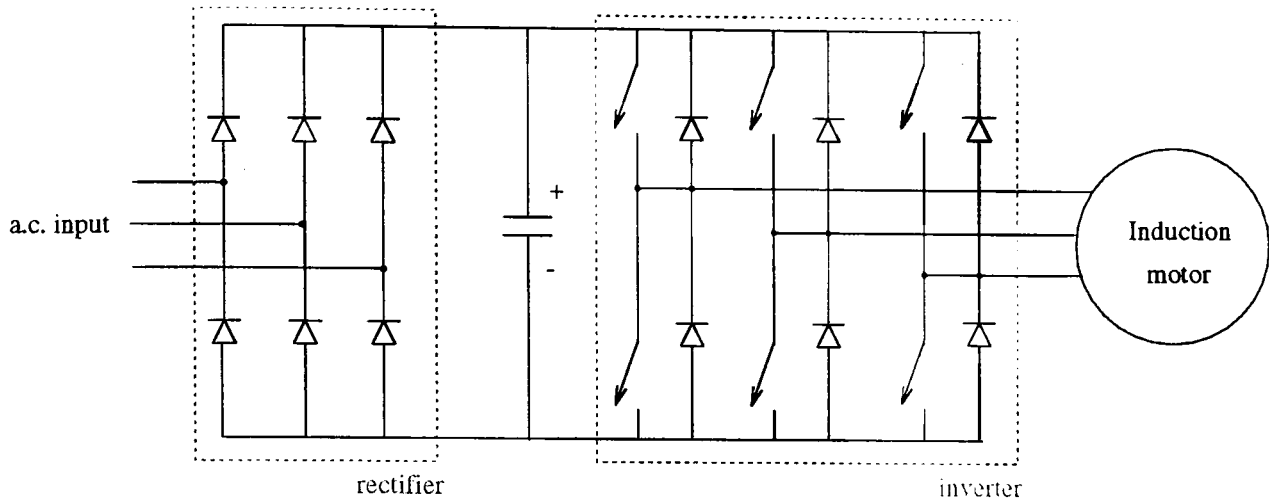 a.c. input
+
-
Induction
motor
rectifier
inverter